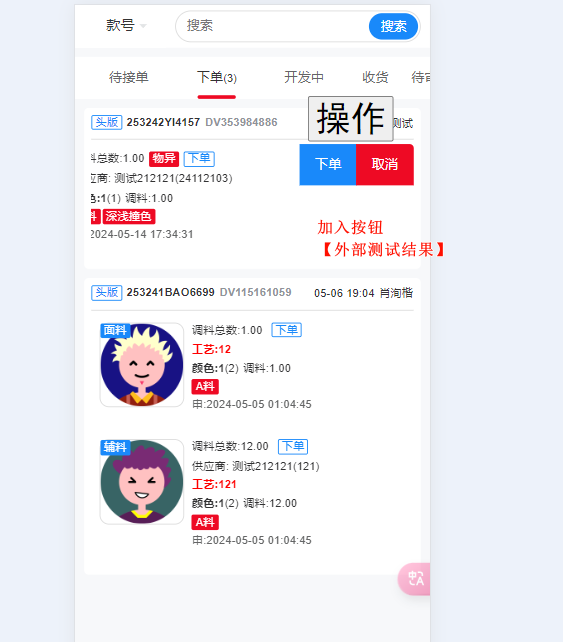 款号 搜索 搜索
待接单 下单(3) 开发中 收货 待审
操作
头版 253242YI4157 DV353984886 测试
料总数:1.00 物异 下单
下单 取消
应商: 测试212121(24112103)
色:1(1) 调料:1.00
料 深浅撞色
:2024-05-14 17:34:31
加入按钮
【外部测试结果】
头版 253241BAO6699 DV115161059 05-06 19:04 肖洵楷
面料 调料总数:1.00 下单
工艺:12
颜色:1(2) 调料:1.00
A料
申:2024-05-05 01:04:45
辅料 调料总数:12.00 下单
供应商: 测试212121(121)
工艺:121
颜色:1(2) 调料:12.00
A料
申:2024-05-05 01:04:45